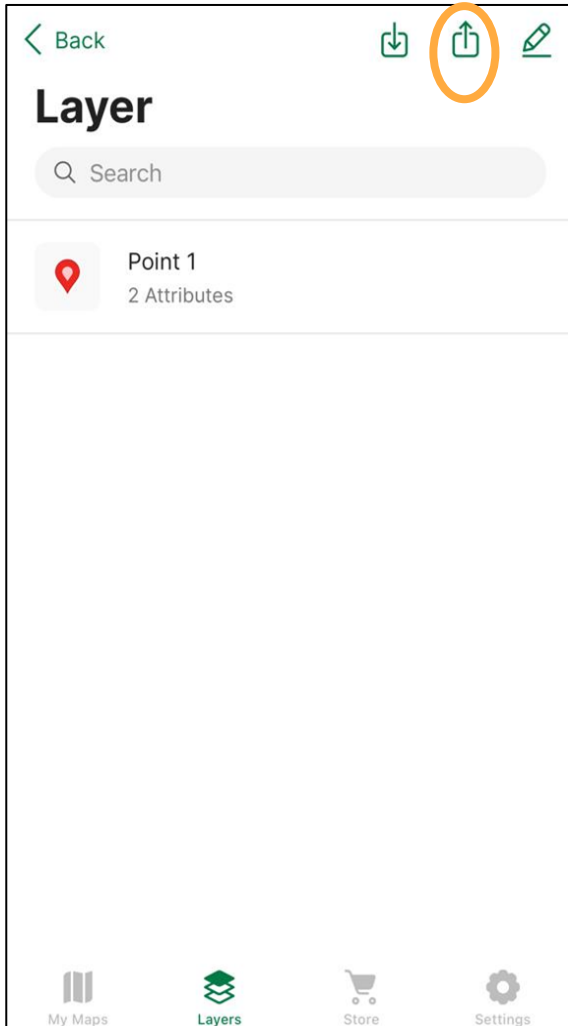 Back
Layer
Search
Point 1
2 Attributes
My Maps Layers Store Settings